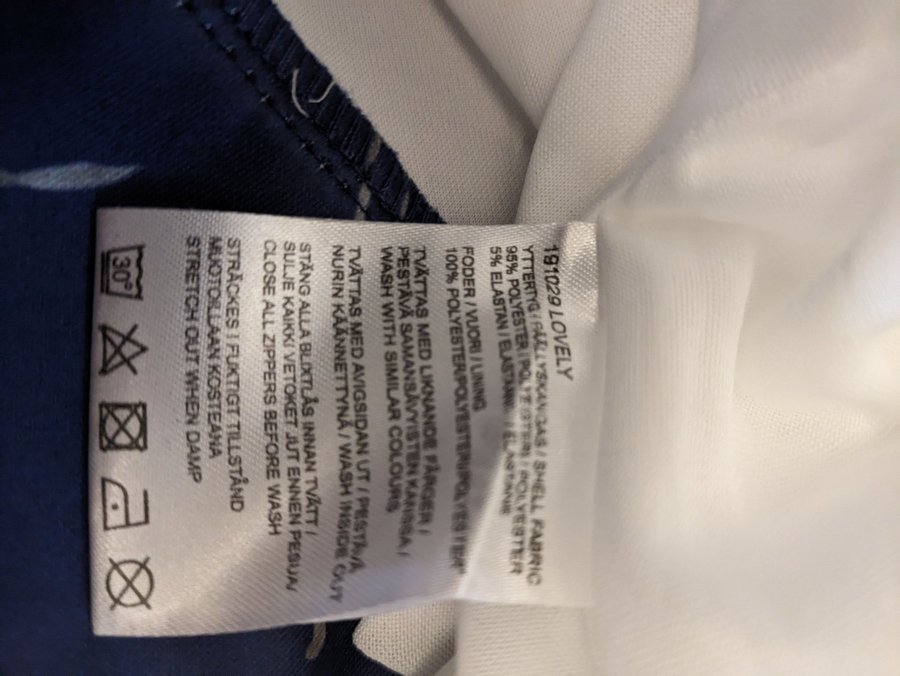 191029 LOVELY
YTTERTYG / PÄÄLLYSKANGAS / SHELL FABRIC
95% POLYESTER / POLYESTERI / POLYESTER
5% ELASTAN / ELASTAANI / ELASTANE
FODER / VUORI / LINING
100% POLYESTER/POLYESTERI/POLYESTER
TVÄTTAS MED LIKNANDE FÄRGER /
PESTÄVÄ SAMANSÄVYISTEN KANSSA /
WASH WITH SIMILAR COLOURS
TVÄTTAS MED AVIGSIDAN UT / PESTÄVÄ
NURIN KÄÄNNETTYNÄ / WASH INSIDE OUT
STÄNG ALLA BLIXTLÅS INNAN TVÄTT /
SULJE KAIKKI VETOKETJUT ENNEN PESUA/
CLOSE ALL ZIPPERS BEFORE WASH
STRÄCKES I FUKTIGT TILLSTÅND
MUOTOILLAAN KOSTEANA
STRETCH OUT WHEN DAMP
30°